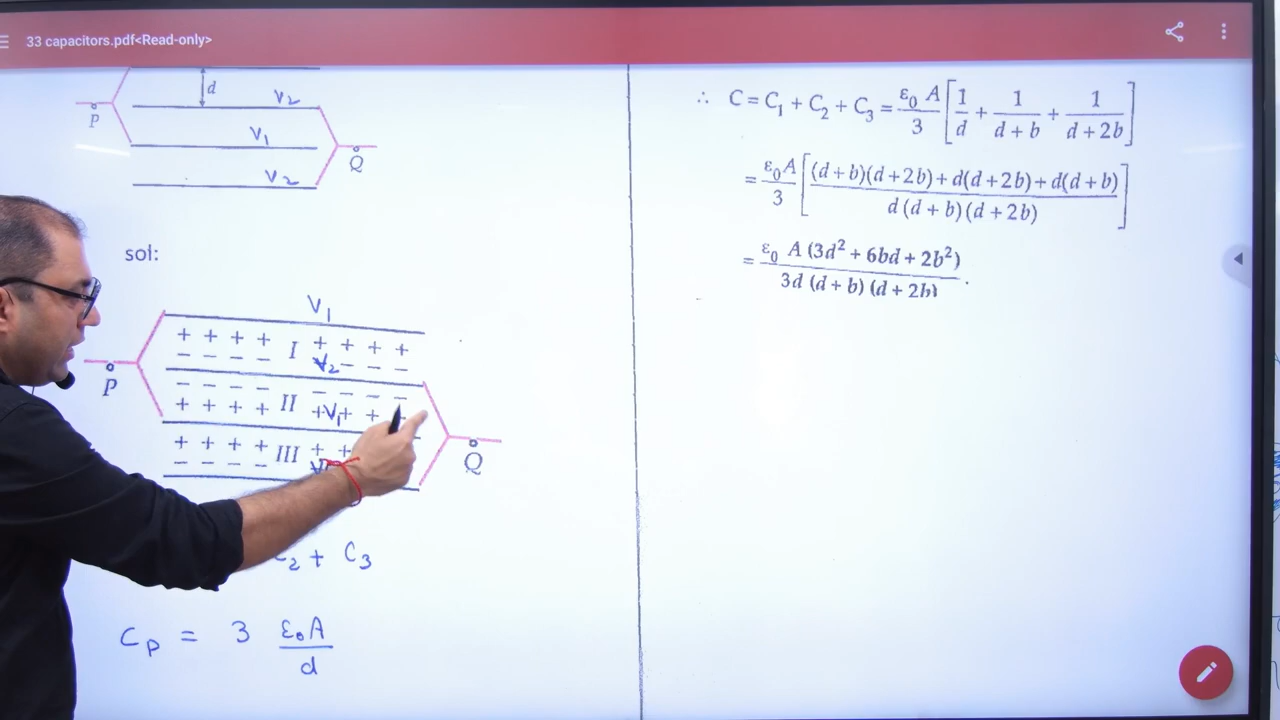 33 capacitors.pdf<Read-only>
d
V₂
P
V₁
Q
V₂
sol:
V₁
+ + + + I + + + +
− − − − V₂ − − −
P
− − − − II − − − −
+ + + + +V₁+ +
+ + + + III + +
− − − −
Q
C₂ + C₃
C_P = 3 ε₀A/d
∴ C = C₁ + C₂ + C₃ = ε₀ A/3 [1/d + 1/(d + b) + 1/(d + 2b)]
= ε₀A/3 [((d + b)(d + 2b) + d(d + 2b) + d(d + b))/(d (d + b) (d + 2b))]
= ε₀ A (3d² + 6bd + 2b²)/(3d (d + b) (d + 2b)) .